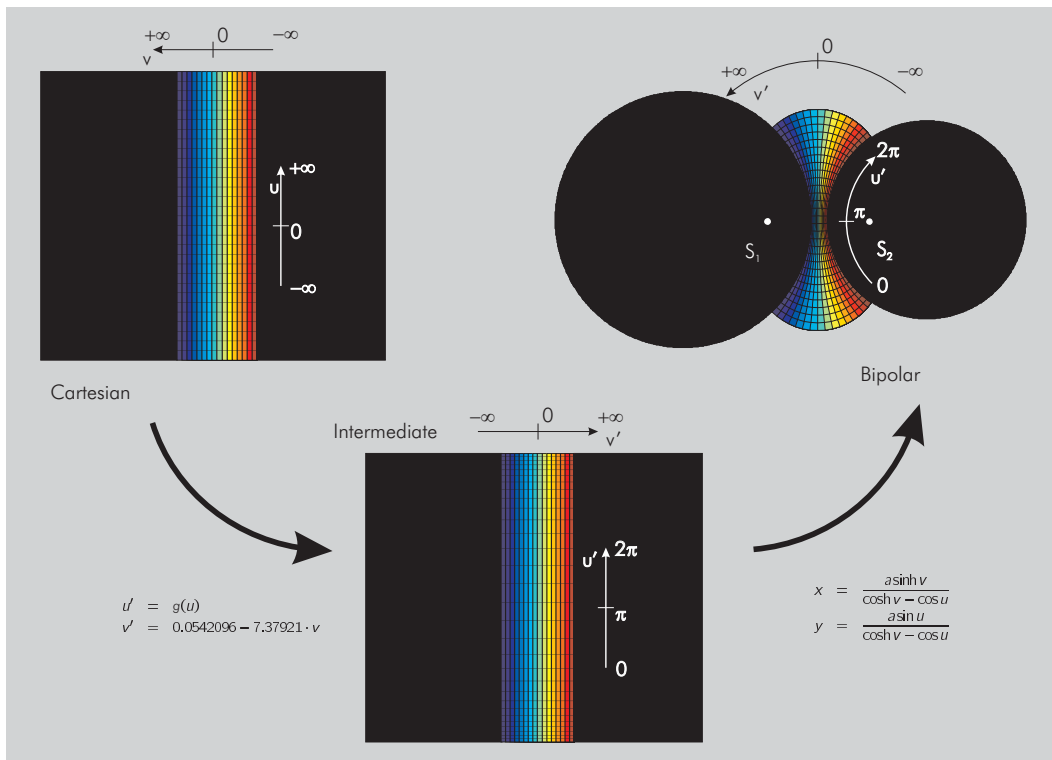 +∞ 0 −∞
v
+∞
u
0
−∞
Cartesian
0
+∞ −∞
v'
2π
u'
π
S₁ S₂
0
Bipolar
Intermediate
−∞ 0 +∞
v'
u' 2π
π
0
u' = g(u)
v' = 0.0542096 − 7.37921 · v
x = a sinh v / cosh v − cos u
y = a sin u / cosh v − cos u